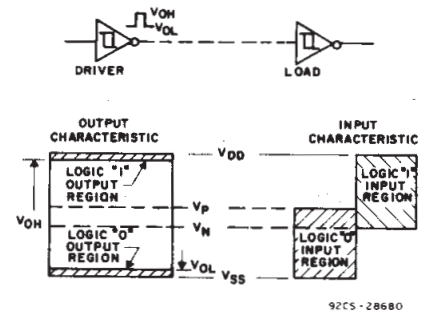 VOH
VOL
DRIVER
LOAD
OUTPUT
CHARACTERISTIC
INPUT
CHARACTERISTIC
VDD
LOGIC "1"
OUTPUT
REGION
LOGIC "1"
INPUT
REGION
VOH
VP
VN
LOGIC "0"
OUTPUT
REGION
LOGIC "0"
INPUT
REGION
VOL
VSS
92CS-28680